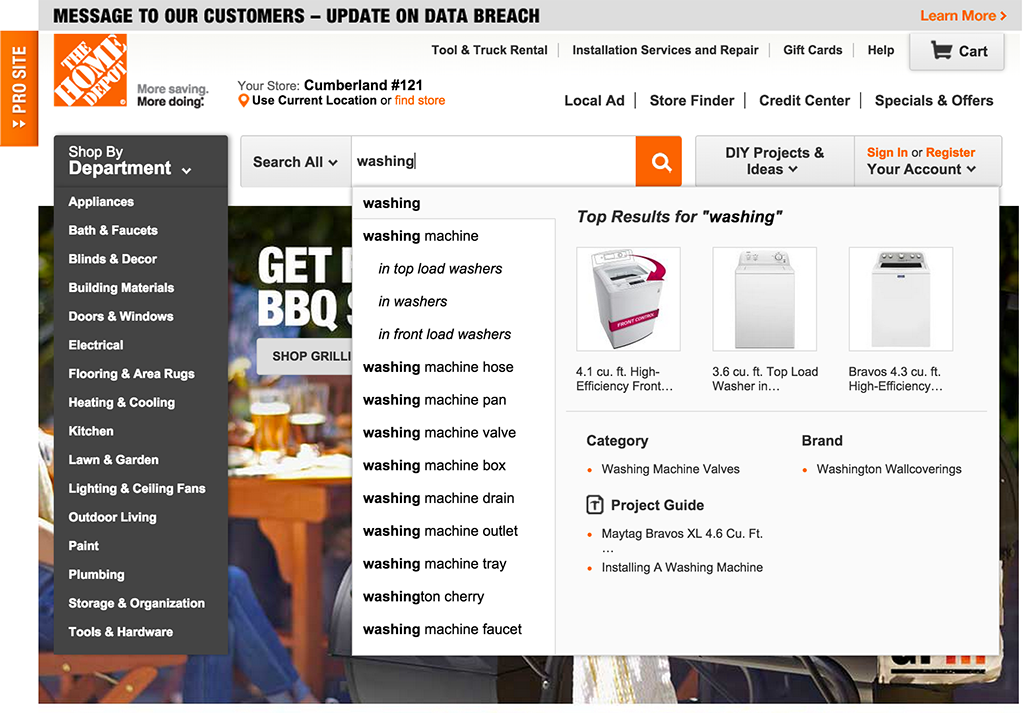 MESSAGE TO OUR CUSTOMERS – UPDATE ON DATA BREACH
Learn More >
PRO SITE
THE HOME DEPOT
More saving.
More doing.
Tool & Truck Rental
Installation Services and Repair
Gift Cards
Help
Cart
Your Store: Cumberland #121
Use Current Location or find store
Local Ad
Store Finder
Credit Center
Specials & Offers
Shop By
Department
Search All
washing
DIY Projects &
Ideas
Sign In or Register
Your Account
Appliances
Bath & Faucets
Blinds & Decor
Building Materials
Doors & Windows
Electrical
Flooring & Area Rugs
Heating & Cooling
Kitchen
Lawn & Garden
Lighting & Ceiling Fans
Outdoor Living
Paint
Plumbing
Storage & Organization
Tools & Hardware
GET
BBQ
SHOP GRILLI
washing
washing machine
in top load washers
in washers
in front load washers
washing machine hose
washing machine pan
washing machine valve
washing machine box
washing machine drain
washing machine outlet
washing machine tray
washington cherry
washing machine faucet
Top Results for "washing"
FRONT CONTROL
4.1 cu. ft. High-
Efficiency Front…
3.6 cu. ft. Top Load
Washer in…
Bravos 4.3 cu. ft.
High-Efficiency…
Category
Washing Machine Valves
Brand
Washington Wallcoverings
Project Guide
Maytag Bravos XL 4.6 Cu. Ft.
…
Installing A Washing Machine